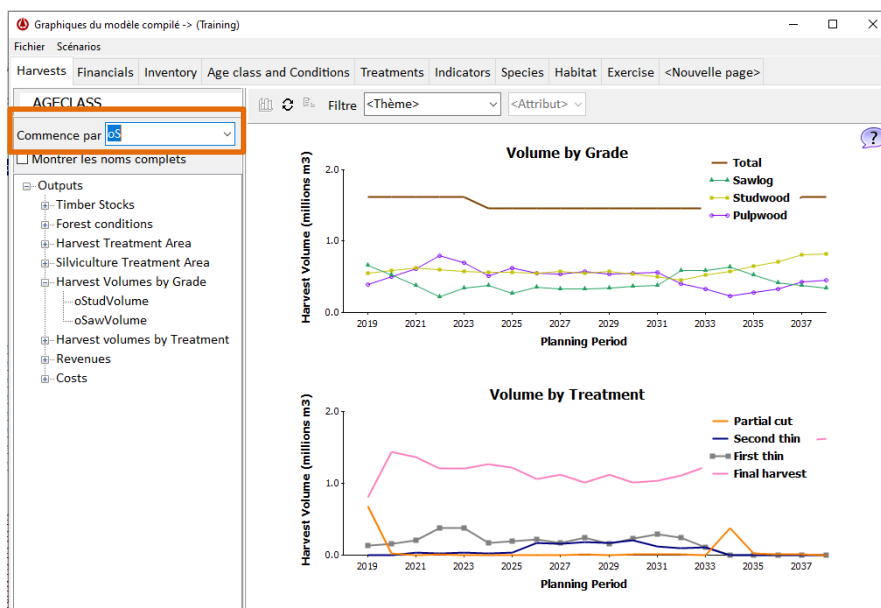 Graphiques du modèle compilé -> (Training)
Fichier Scénarios
Harvests Financials Inventory Age class and Conditions Treatments Indicators Species Habitat Exercise <Nouvelle page>
AGECLASS
Commence par oS
Montrer les noms complets
Outputs
Timber Stocks
Forest conditions
Harvest Treatment Area
Silviculture Treatment Area
Harvest Volumes by Grade
oStudVolume
oSawVolume
Harvest volumes by Treatment
Revenues
Costs
Filtre <Thème> <Attribut>
?
Volume by Grade
Total
Sawlog
Studwood
Pulpwood
Harvest Volume (millions m3)
2.0
1.0
0.0
2019 2021 2023 2025 2027 2029 2031 2033 2035 2037
Planning Period
Volume by Treatment
Partial cut
Second thin
First thin
Final harvest
Harvest Volume (millions m3)
2.0
1.0
0.0
2019 2021 2023 2025 2027 2029 2031 2033 2035 2037
Planning Period